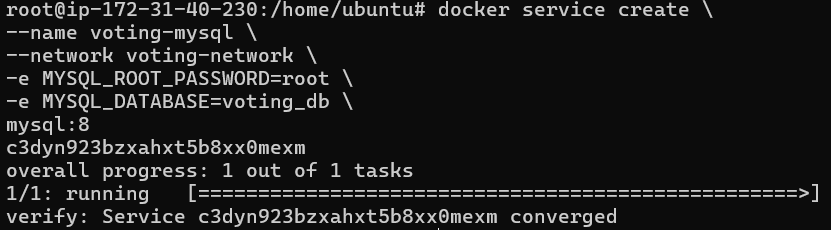 root@ip-172-31-40-230:/home/ubuntu# docker service create \
--name voting-mysql \
--network voting-network \
-e MYSQL_ROOT_PASSWORD=root \
-e MYSQL_DATABASE=voting_db \
mysql:8
c3dyn923bzxahxt5b8xx0mexm
overall progress: 1 out of 1 tasks
1/1: running   [==================================================>]
verify: Service c3dyn923bzxahxt5b8xx0mexm converged